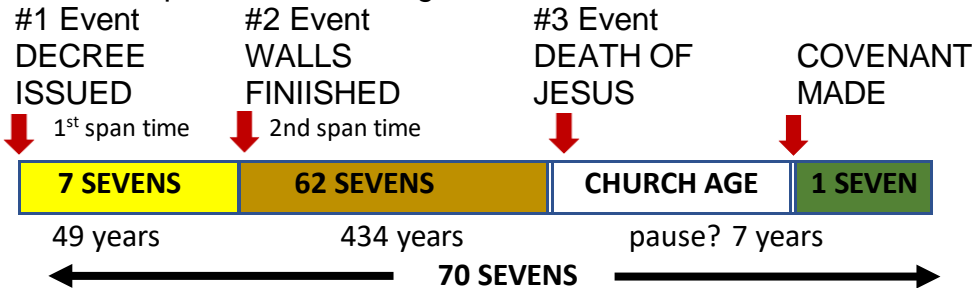 #1 Event #2 Event #3 Event
DECREE WALLS DEATH OF COVENANT
ISSUED FINIISHED JESUS MADE
1st span time 2nd span time
7 SEVENS 62 SEVENS CHURCH AGE 1 SEVEN
49 years 434 years pause? 7 years
70 SEVENS